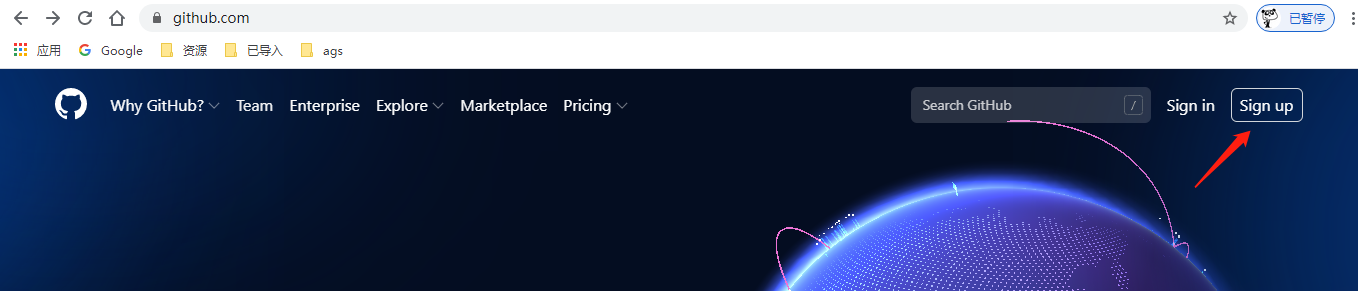 github.com 已暂停
应用 Google 资源 已导入 ags
Why GitHub? Team Enterprise Explore Marketplace Pricing Search GitHub / Sign in Sign up